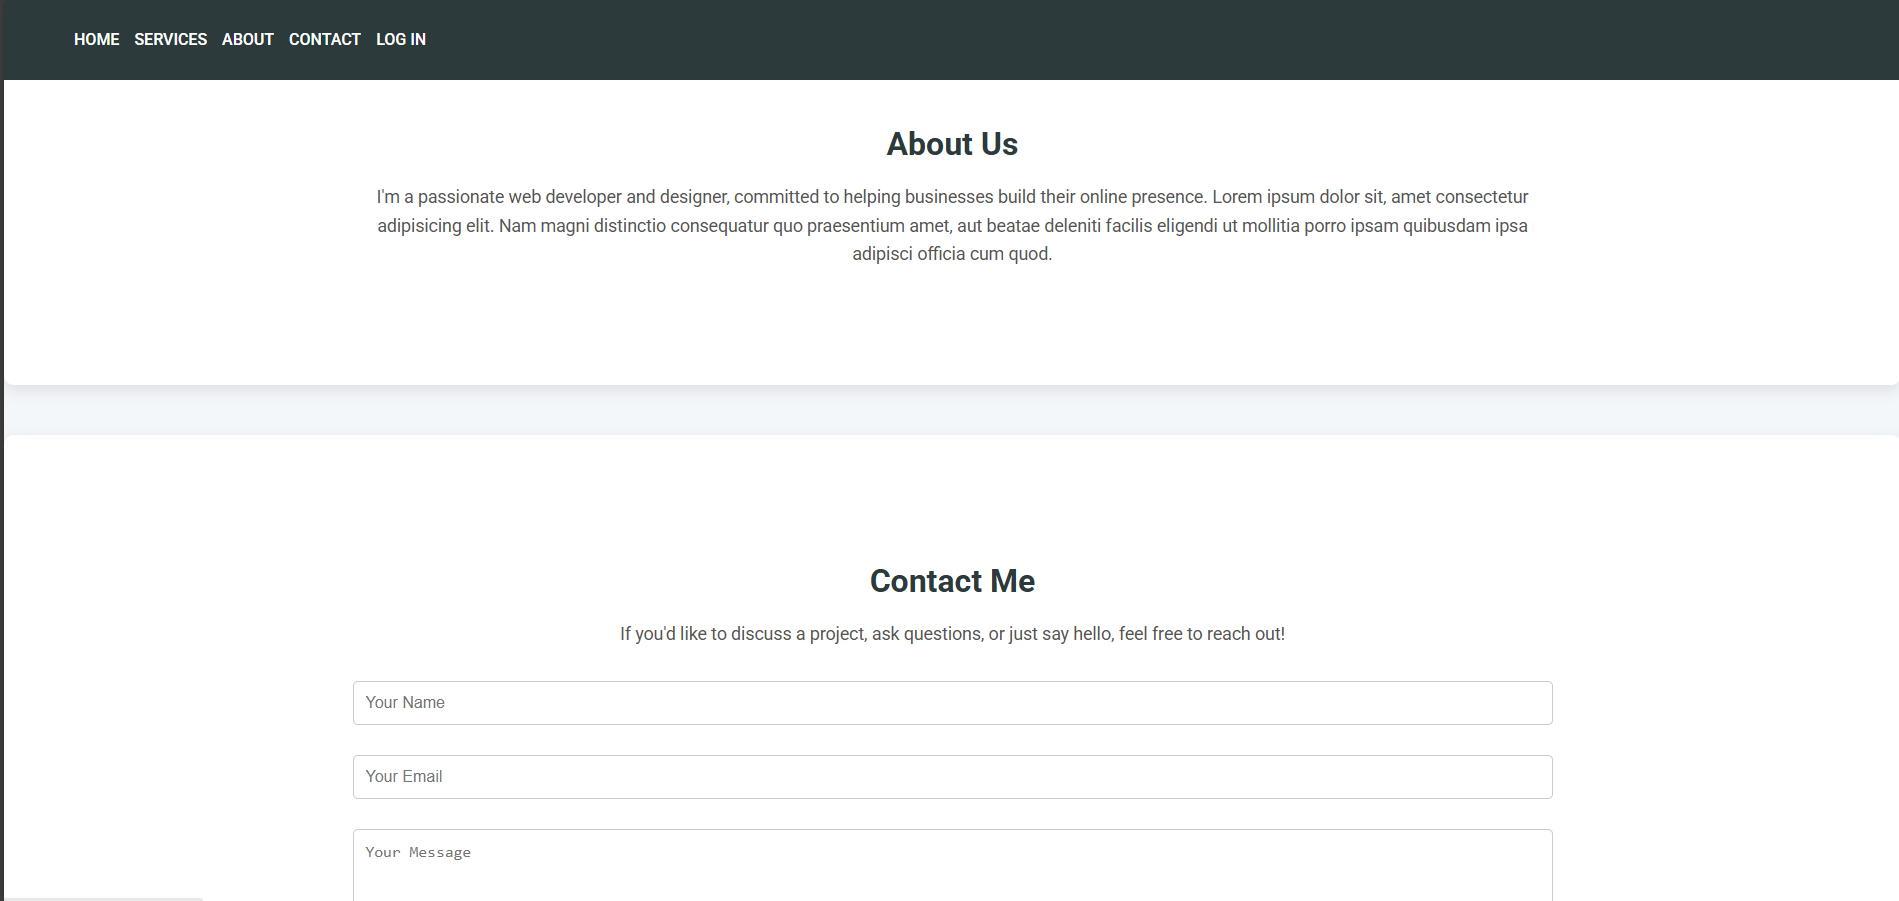 HOME SERVICES ABOUT CONTACT LOG IN
About Us
I'm a passionate web developer and designer, committed to helping businesses build their online presence. Lorem ipsum dolor sit, amet consectetur
adipisicing elit. Nam magni distinctio consequatur quo praesentium amet, aut beatae deleniti facilis eligendi ut mollitia porro ipsam quibusdam ipsa
adipisci officia cum quod.
Contact Me
If you'd like to discuss a project, ask questions, or just say hello, feel free to reach out!
Your Name
Your Email
Your Message